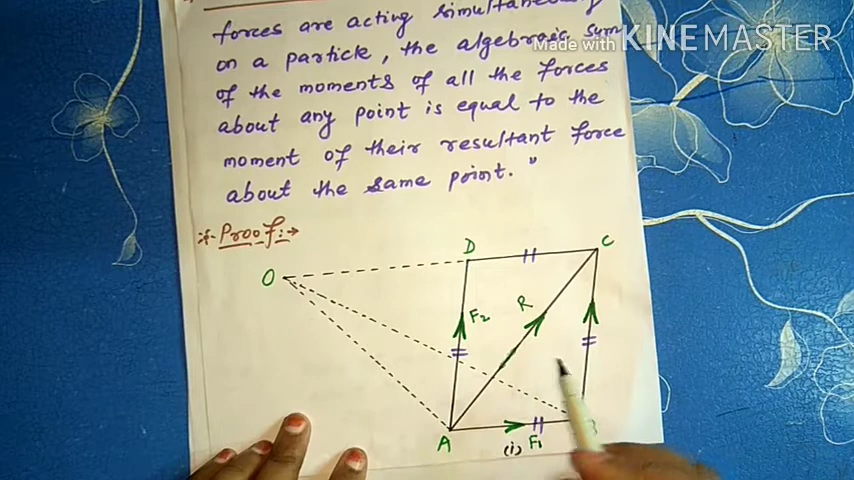 forces are acting simultaneously
Made with KINEMASTER
on a particle, the algebraic sum
of the moments of all the forces
about any point is equal to the
moment of their resultant force
about the same point."
* Proof :→
D
C
O
R
F₂
A
(i)
F₁
B